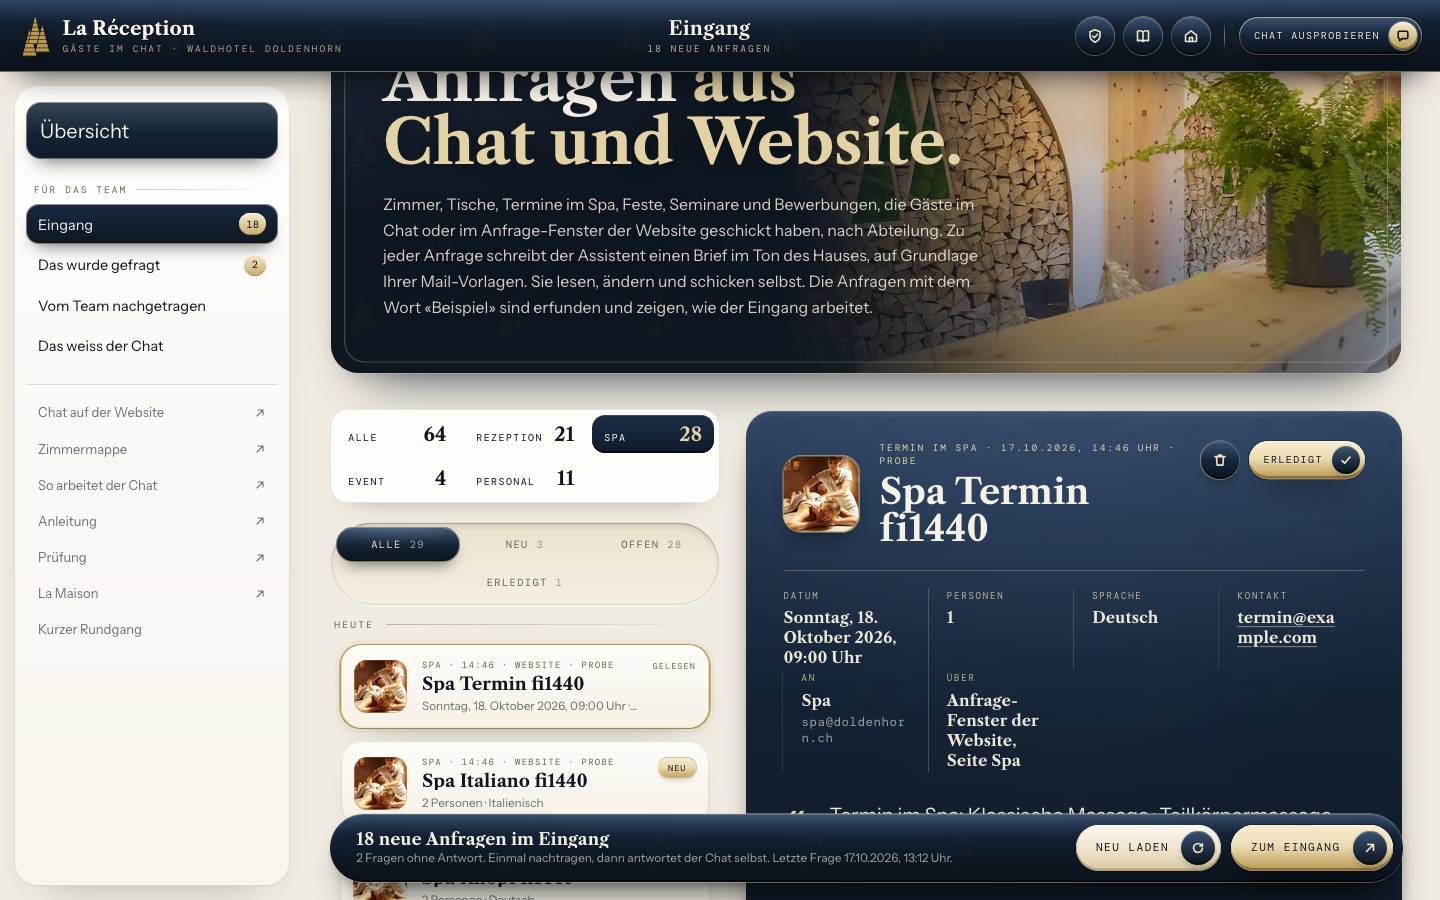 La Réception
GÄSTE IM CHAT · WALDHOTEL DOLDENHORN
Eingang
18 NEUE ANFRAGEN
CHAT AUSPROBIEREN
Übersicht
FÜR DAS TEAM
Eingang 18
Das wurde gefragt 2
Vom Team nachgetragen
Das weiss der Chat
Chat auf der Website
Zimmermappe
So arbeitet der Chat
Anleitung
Prüfung
La Maison
Kurzer Rundgang
Anfragen aus
Chat und Website.
Zimmer, Tische, Termine im Spa, Feste, Seminare und Bewerbungen, die Gäste im
Chat oder im Anfrage-Fenster der Website geschickt haben, nach Abteilung. Zu
jeder Anfrage schreibt der Assistent einen Brief im Ton des Hauses, auf Grundlage
Ihrer Mail-Vorlagen. Sie lesen, ändern und schicken selbst. Die Anfragen mit dem
Wort «Beispiel» sind erfunden und zeigen, wie der Eingang arbeitet.
ALLE 64 REZEPTION 21 SPA 28
EVENT 4 PERSONAL 11
ALLE 29 NEU 3 OFFEN 28
ERLEDIGT 1
HEUTE
SPA · 14:46 · WEBSITE · PROBE GELESEN
Spa Termin fi1440
Sonntag, 18. Oktober 2026, 09:00 Uhr ·...
SPA · 14:46 · WEBSITE · PROBE NEU
Spa Italiano fi1440
2 Personen · Italienisch
2 Personen · Deutsch
TERMIN IM SPA · 17.10.2026, 14:46 UHR ·
PROBE
ERLEDIGT
Spa Termin
fi1440
DATUM
Sonntag, 18.
Oktober 2026,
09:00 Uhr
PERSONEN
1
SPRACHE
Deutsch
KONTAKT
termin@exa
mple.com
AN
Spa
spa@doldenhor
n.ch
ÜBER
Anfrage-
Fenster der
Website,
Seite Spa
Termin im Spa: Klassische Massage · Teilkörpermassage
18 neue Anfragen im Eingang
2 Fragen ohne Antwort. Einmal nachtragen, dann antwortet der Chat selbst. Letzte Frage 17.10.2026, 13:12 Uhr.
NEU LADEN
ZUM EINGANG